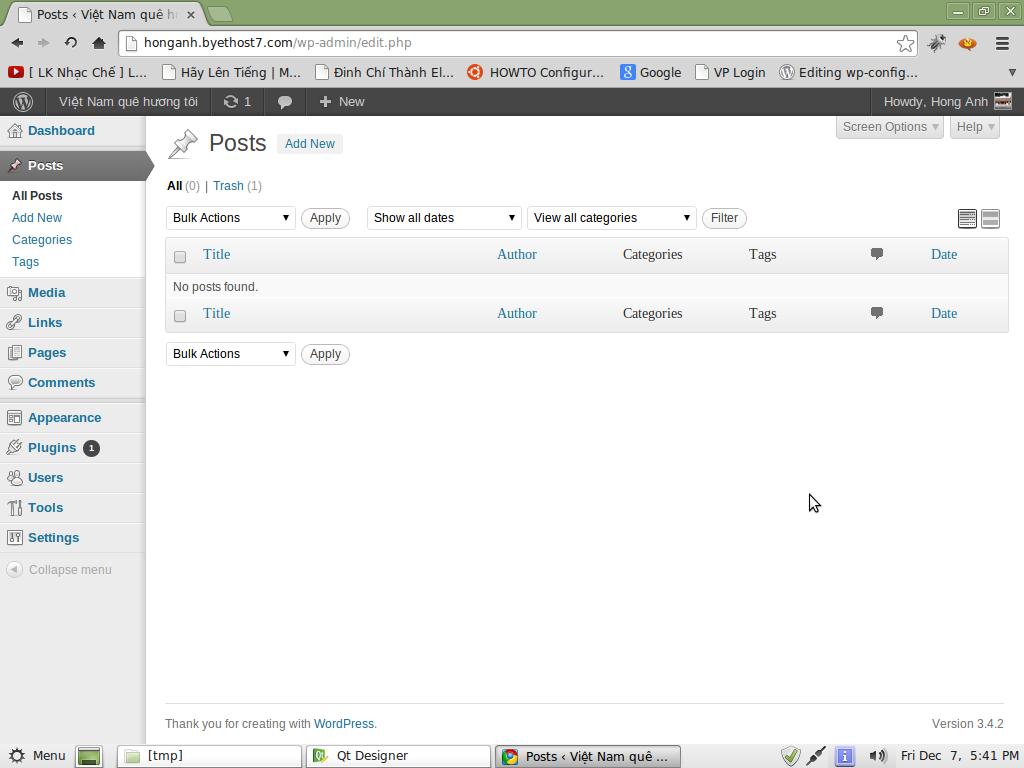 Posts ‹ Việt Nam quê h
honganh.byethost7.com/wp-admin/edit.php
[ LK Nhạc Chế ] L... Hãy Lên Tiếng | M... Đinh Chí Thành El... HOWTO Configur... Google VP Login Editing wp-config...
Việt Nam quê hương tôi 1 + New Howdy, Hong Anh
Dashboard
Posts
All Posts
Add New
Categories
Tags
Media
Links
Pages
Comments
Appearance
Plugins 1
Users
Tools
Settings
Collapse menu
Screen Options Help
Posts Add New
All (0) | Trash (1)
Bulk Actions Apply Show all dates View all categories Filter
Title Author Categories Tags Date
No posts found.
Title Author Categories Tags Date
Bulk Actions Apply
Thank you for creating with WordPress. Version 3.4.2
Menu [tmp] Qt Designer Posts ‹ Việt Nam quê ... Fri Dec 7, 5:41 PM